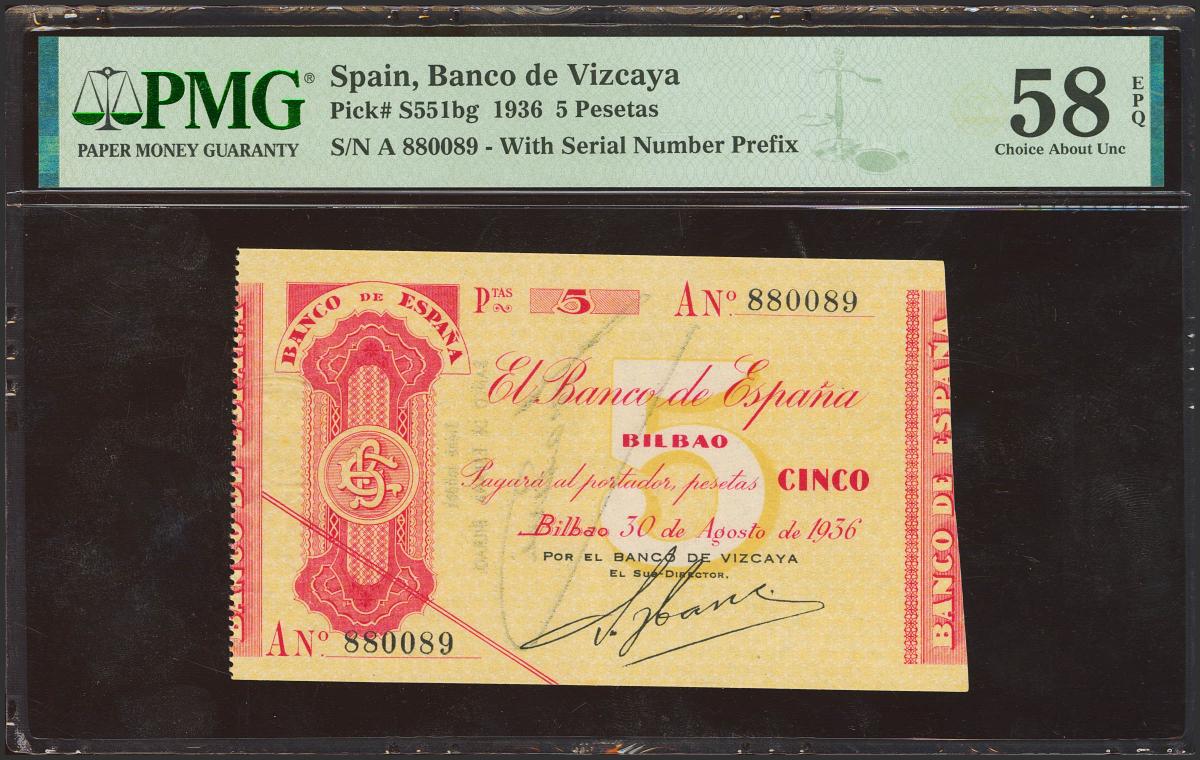 PMG®
PAPER MONEY GUARANTY
Spain, Banco de Vizcaya
Pick# S551bg 1936 5 Pesetas
S/N A 880089 - With Serial Number Prefix
58
EPQ
Choice About Unc
BANCO DE ESPAÑA
PTAS 5
A Nº 880089
El Banco de España
BILBAO
Pagará al portador, pesetas CINCO
Bilbao 30 de Agosto de 1936
POR EL BANCO DE VIZCAYA
EL SUB-DIRECTOR,
A Nº 880089
5
BANCO DE ESPAÑA
BANCO DE ESPAÑA